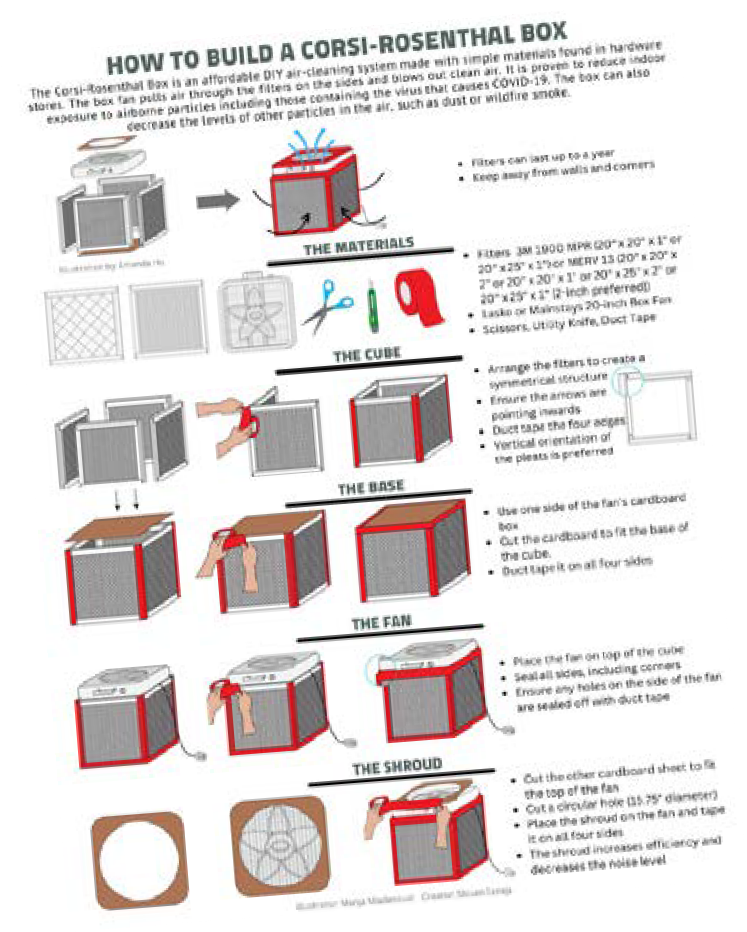 HOW TO BUILD A CORSI-ROSENTHAL BOX
The Corsi-Rosenthal Box is an affordable DIY air-cleaning system made with simple materials found in hardware
stores. The box fan pulls air through the filters on the sides and blows out clean air. It is proven to reduce indoor
exposure to airborne particles including those containing the virus that causes COVID-19. The box can also
decrease the levels of other particles in the air, such as dust or wildfire smoke.
• Filters can last up to a year
• Keep away from walls and corners
Illustration by Amanda Hu
THE MATERIALS
• Filters 3M 1900 MPR (20" x 20" x 1" or
20" x 25" x 1") or MERV 13 (20" x 20" x
2" or 20" x 20" x 1" or 20" x 25" x 2" or
20" x 25" x 1" (2-inch preferred))
• Lasko or Mainstays 20-inch Box Fan
• Scissors, Utility Knife, Duct Tape
THE CUBE
• Arrange the filters to create a
symmetrical structure
• Ensure the arrows are
pointing inwards
• Duct tape the four edges
• Vertical orientation of
the pleats is preferred
THE BASE
• Use one side of the fan's cardboard
box
• Cut the cardboard to fit the base of
the cube.
• Duct tape it on all four sides
THE FAN
• Place the fan on top of the cube
• Seal all sides, including corners
• Ensure any holes on the side of the fan
are sealed off with duct tape
THE SHROUD
• Cut the other cardboard sheet to fit
the top of the fan
• Cut a circular hole (15.75" diameter)
• Place the shroud on the fan and tape
it on all four sides
• The shroud increases efficiency and
decreases the noise level
Illustrator: Creator: